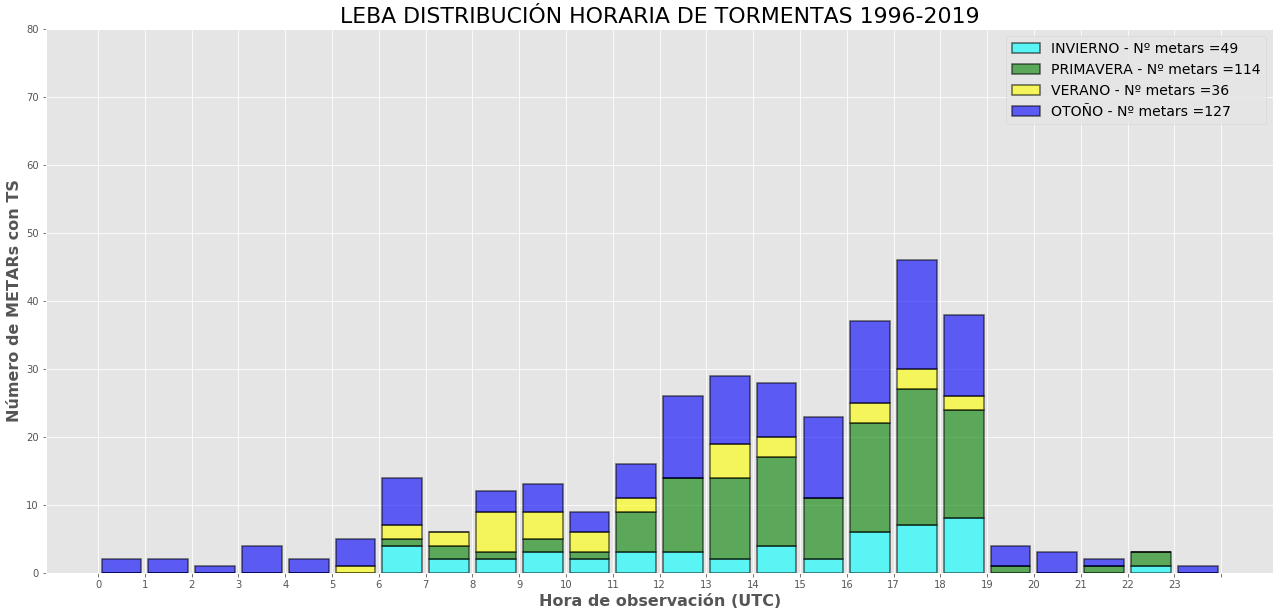 LEBA DISTRIBUCIÓN HORARIA DE TORMENTAS 1996-2019
INVIERNO - Nº metars =49
PRIMAVERA - Nº metars =114
VERANO - Nº metars =36
OTOÑO - Nº metars =127
Número de METARs con TS
80
70
60
50
40
30
20
10
0
0 1 2 3 4 5 6 7 8 9 10 11 12 13 14 15 16 17 18 19 20 21 22 23
Hora de observación (UTC)